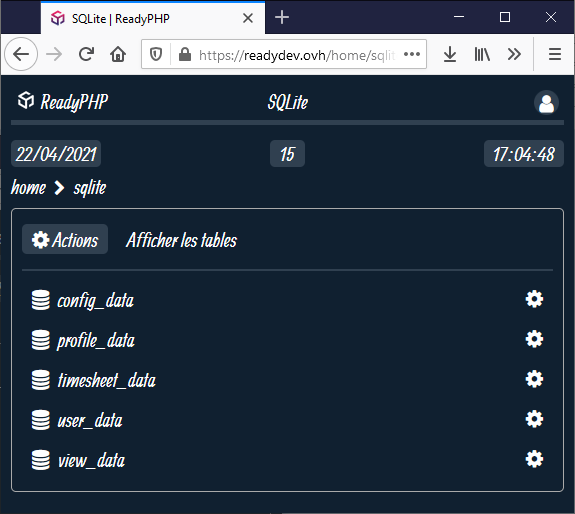 SQLite | ReadyPHP
https://readydev.ovh/home/sqlit
ReadyPHP SQLite
22/04/2021 15 17:04:48
home sqlite
Actions Afficher les tables
config_data
profile_data
timesheet_data
user_data
view_data